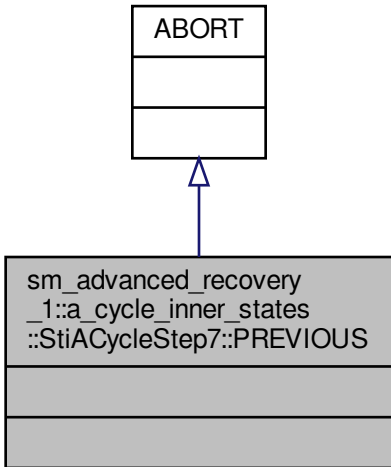 ABORT
sm_advanced_recovery
_1::a_cycle_inner_states
::StiACycleStep7::PREVIOUS